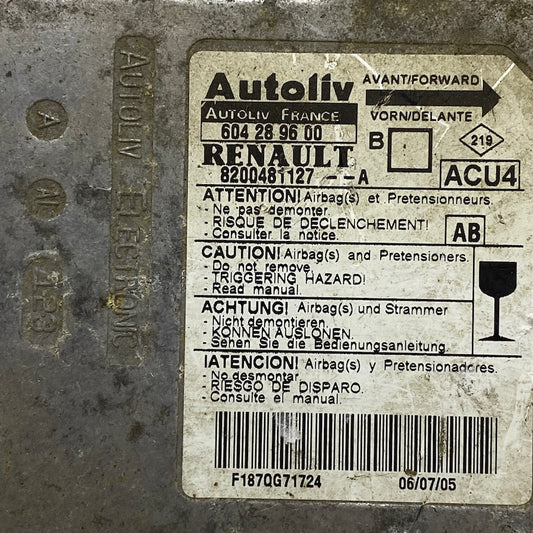 AUTOLIV ELECTRONIC
A
Al
Autoliv
AVANT/FORWARD
AUTOLIV FRANCE
VORN/DELANTE
604 28 96 00
B
219
RENAULT
8200481127 --A
ACU4
ATTENTION! Airbag(s) et Pretensionneurs.
- Ne pas demonter.
- RISQUE DE DECLENCHEMENT!
- Consulter la notice.
AB
CAUTION! Airbag(s) and Pretensioners.
- Do not remove.
- TRIGGERING HAZARD!
- Read manual.
ACHTUNG! Airbag(s) und Strammer
- Nicht demontieren.
- KONNEN AUSLONEN.
- Sehen Sie die Bedienungsanleitung.
IATENCION! Airbag(s) y Pretensionadores.
- No desmontar
- RIESGO DE DISPARO.
- Consulte el manual.
F187QG71724
06/07/05